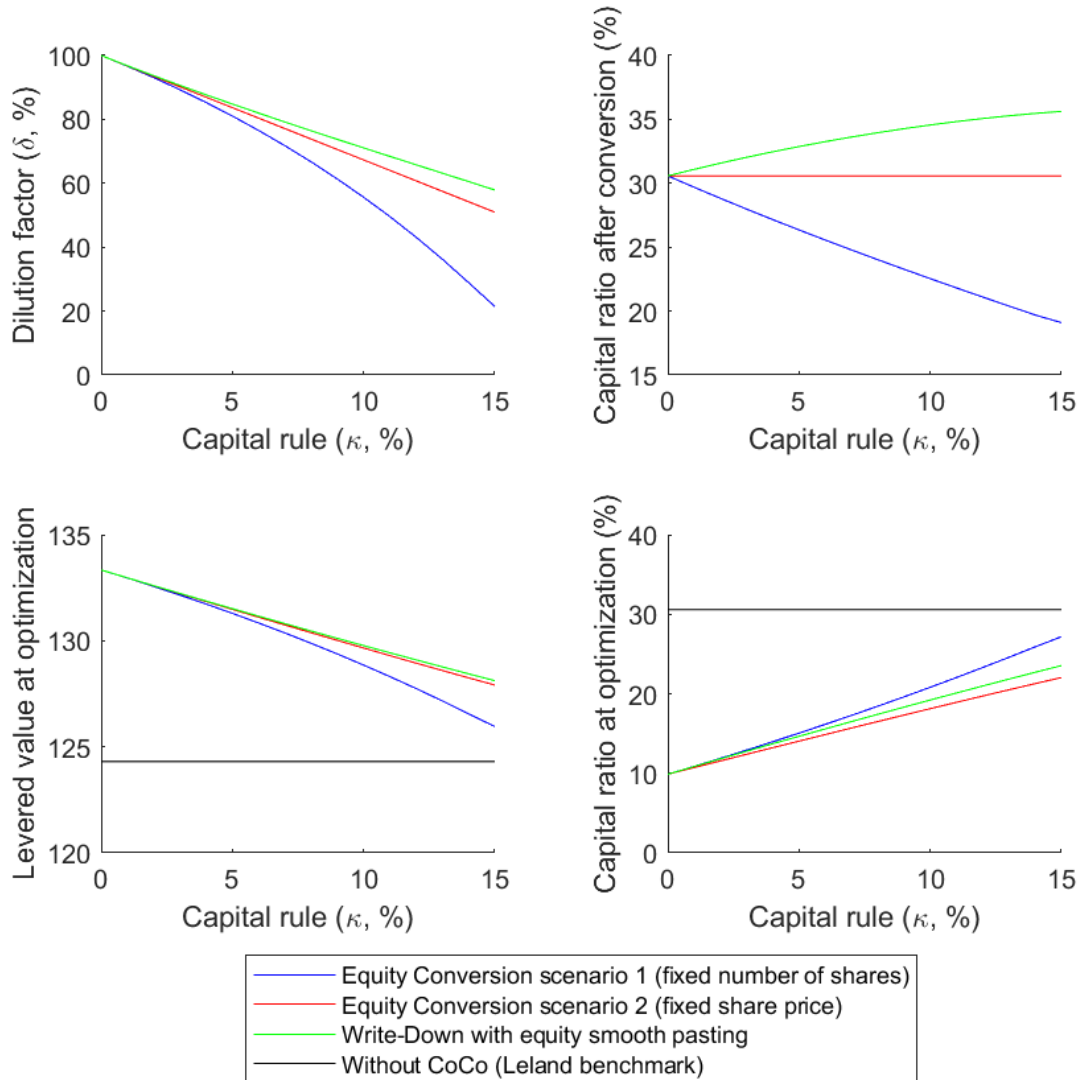 Dilution factor (δ, %)
100
80
60
40
20
0
0 5 10 15
Capital rule (κ, %)
Capital ratio after conversion (%)
40
35
30
25
20
15
0 5 10 15
Capital rule (κ, %)
Levered value at optimization
135
130
125
120
0 5 10 15
Capital rule (κ, %)
Capital ratio at optimization (%)
40
30
20
10
0
0 5 10 15
Capital rule (κ, %)
Equity Conversion scenario 1 (fixed number of shares)
Equity Conversion scenario 2 (fixed share price)
Write-Down with equity smooth pasting
Without CoCo (Leland benchmark)